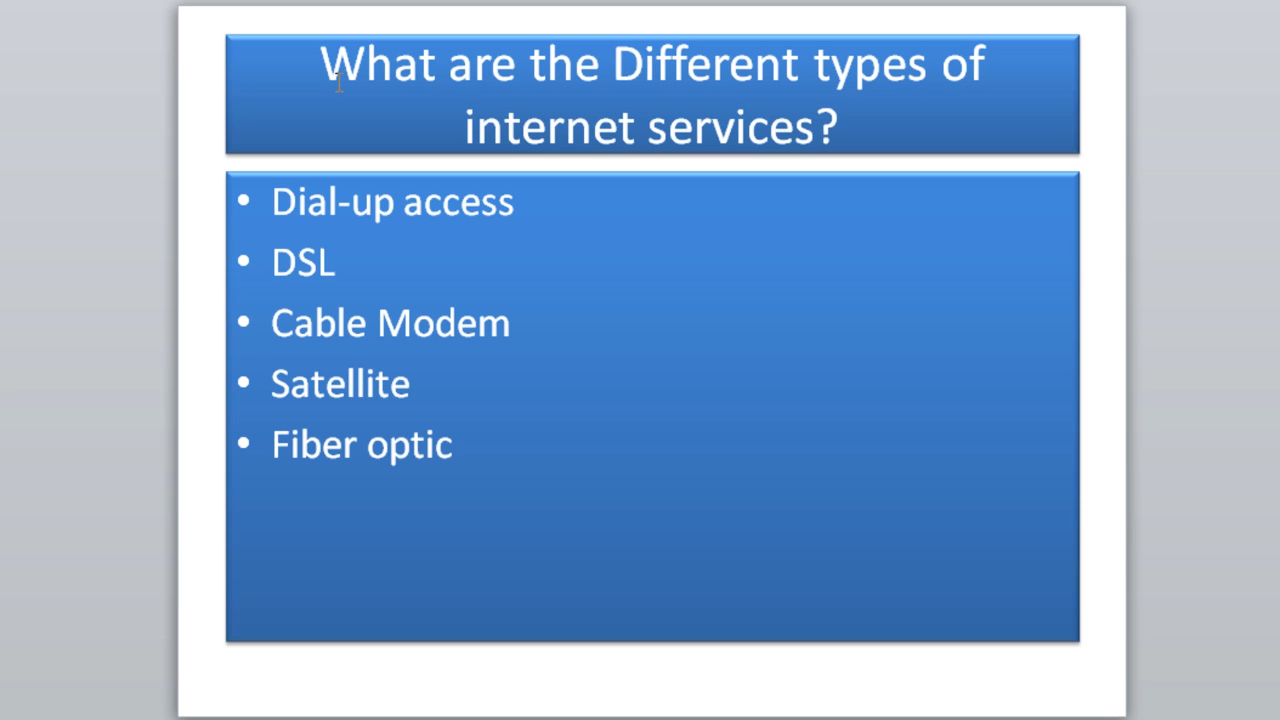 What are the Different types of
internet services?
• Dial-up access
• DSL
• Cable Modem
• Satellite
• Fiber optic